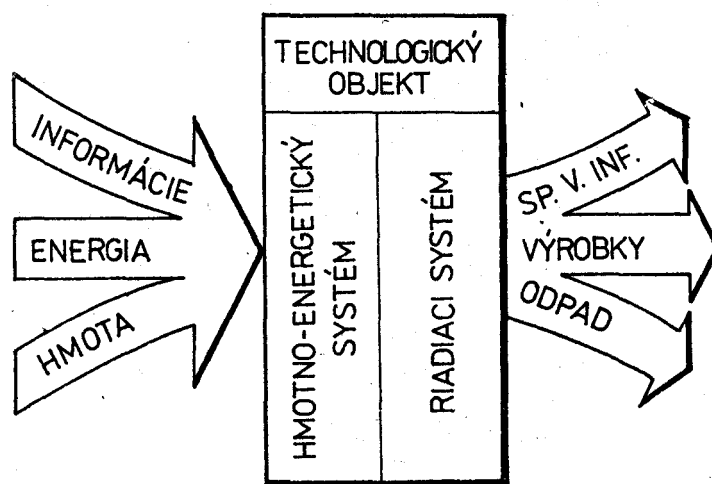 TECHNOLOGICKÝ
OBJEKT
INFORMÁCIE
ENERGIA
HMOTA
HMOTNO-ENERGETICKÝ
SYSTÉM
RIADIACI SYSTÉM
SP. V. INF.
VÝROBKY
ODPAD